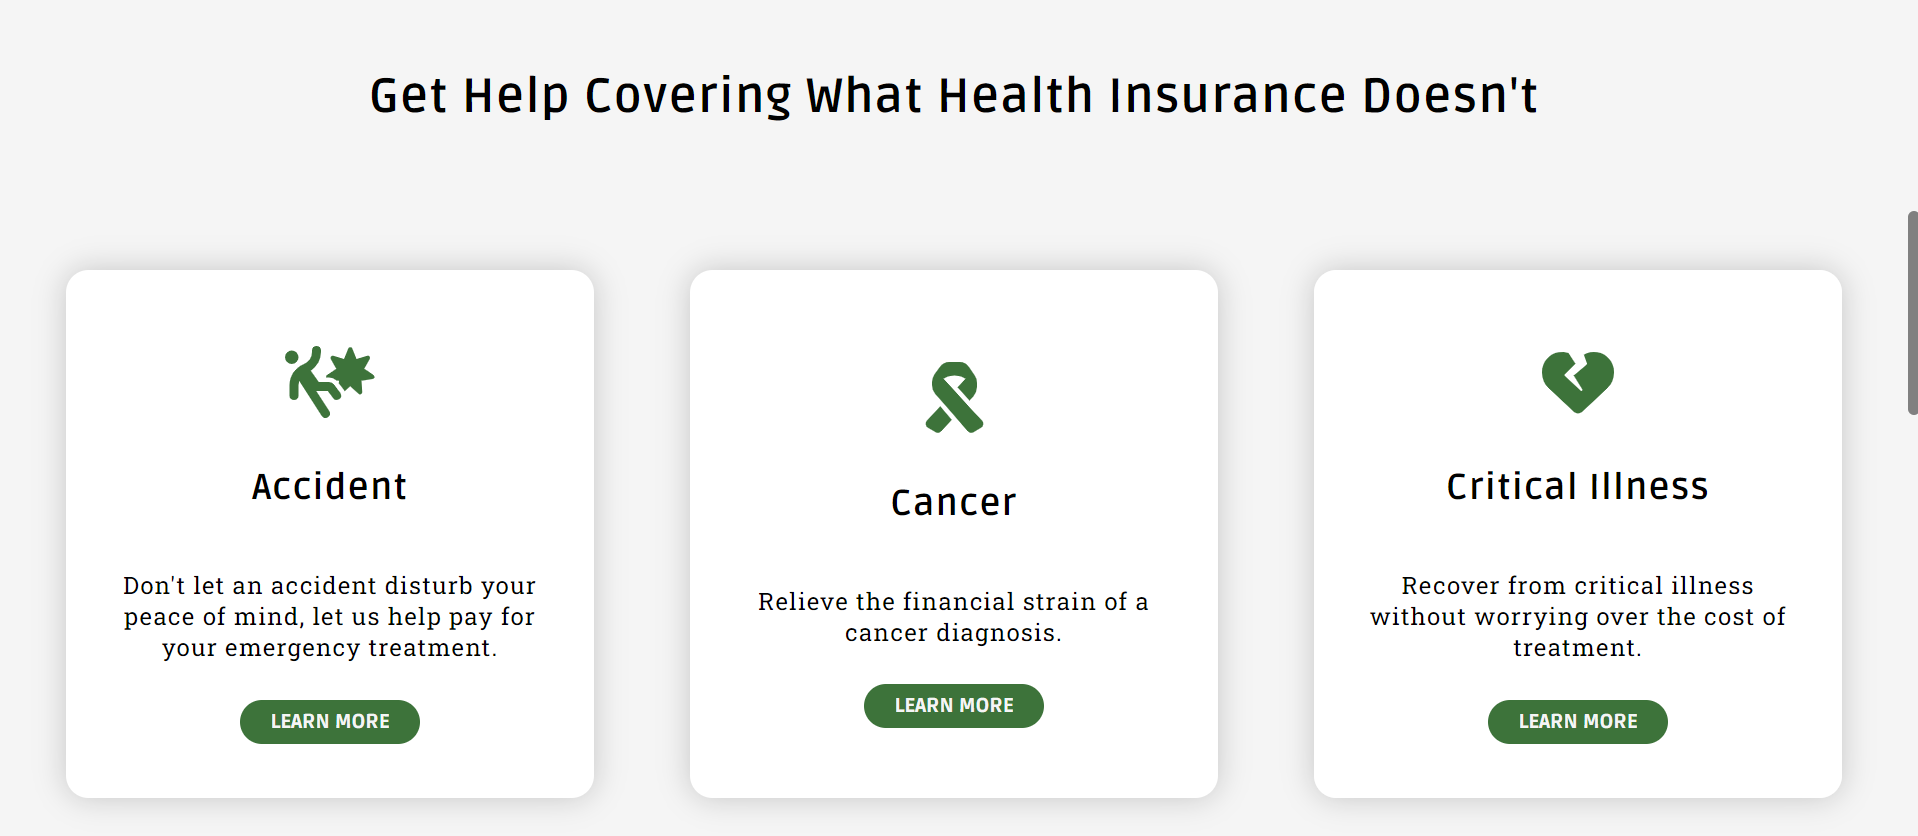 Get Help Covering What Health Insurance Doesn't
Accident
Don't let an accident disturb your
peace of mind, let us help pay for
your emergency treatment.
LEARN MORE
Cancer
Relieve the financial strain of a
cancer diagnosis.
LEARN MORE
Critical Illness
Recover from critical illness
without worrying over the cost of
treatment.
LEARN MORE